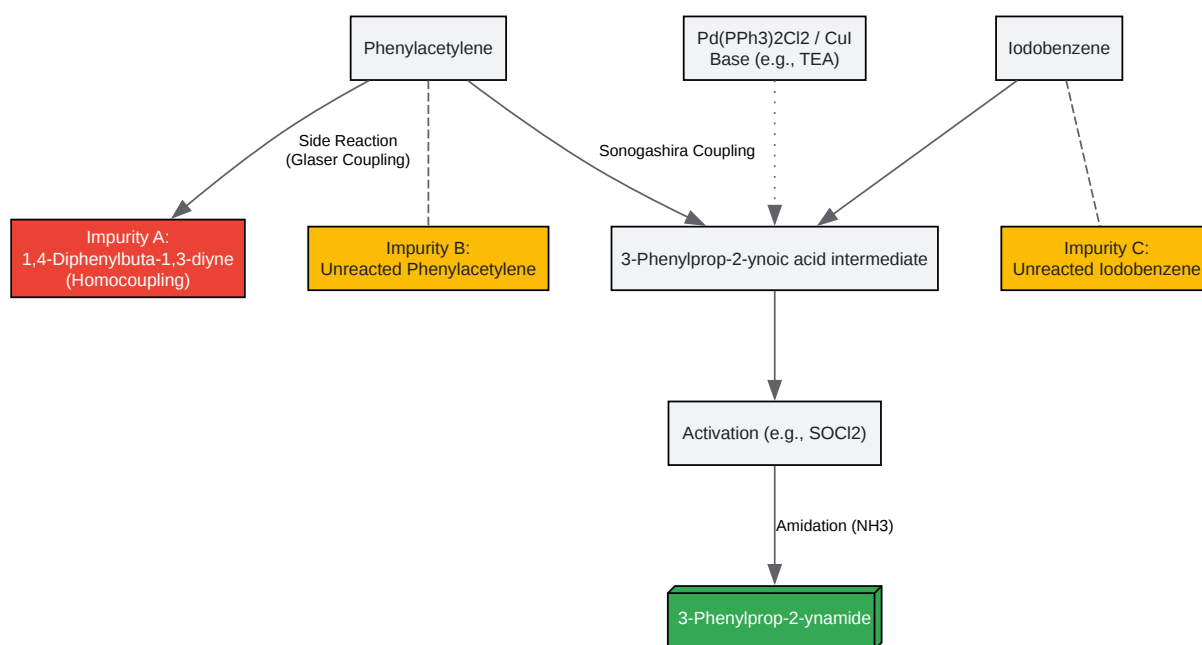 Phenylacetylene
Pd(PPh3)2Cl2 / CuI
Base (e.g., TEA)
Iodobenzene
Side Reaction
(Glaser Coupling)
Sonogashira Coupling
Impurity A:
1,4-Diphenylbuta-1,3-diyne
(Homocoupling)
Impurity B:
Unreacted Phenylacetylene
3-Phenylprop-2-ynoic acid intermediate
Impurity C:
Unreacted Iodobenzene
Activation (e.g., SOCl2)
Amidation (NH3)
3-Phenylprop-2-ynamide